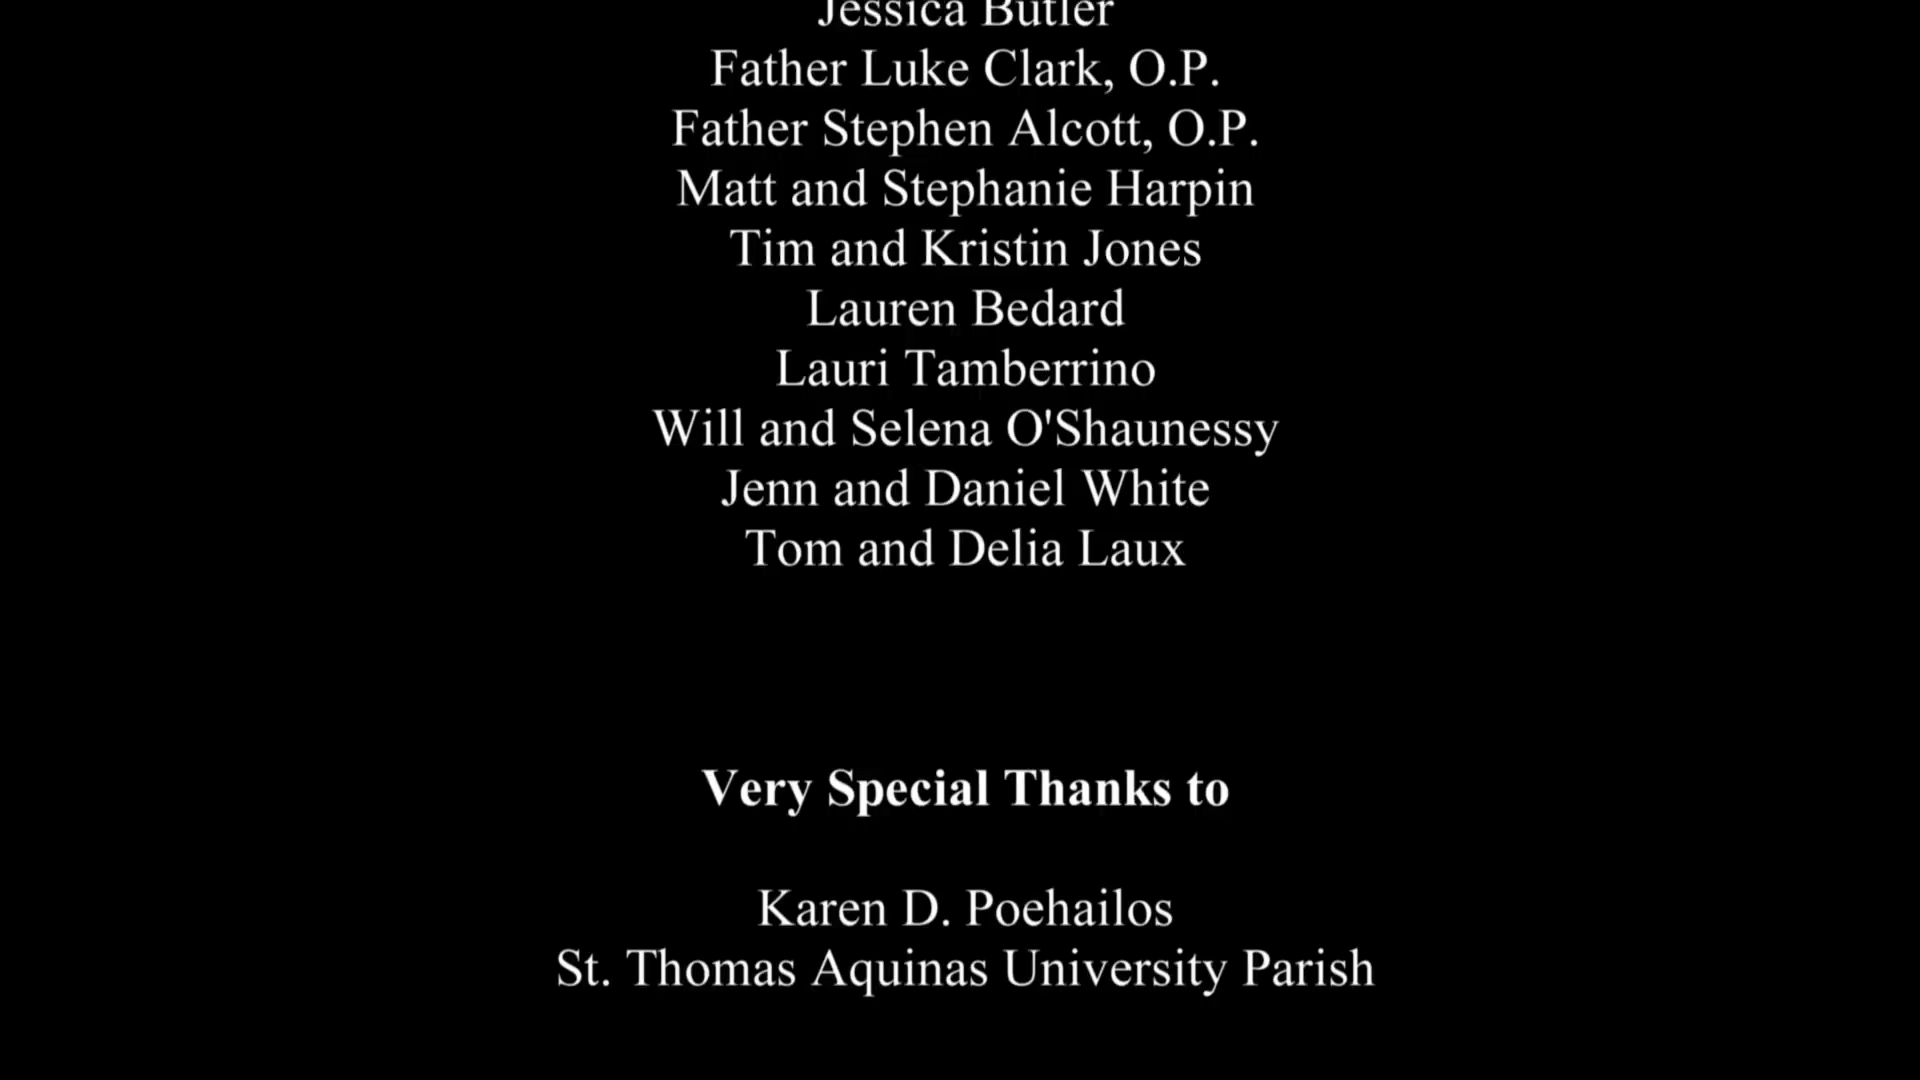 Jessica Butler
Father Luke Clark, O.P.
Father Stephen Alcott, O.P.
Matt and Stephanie Harpin
Tim and Kristin Jones
Lauren Bedard
Lauri Tamberrino
Will and Selena O'Shaunessy
Jenn and Daniel White
Tom and Delia Laux
Very Special Thanks to
Karen D. Poehailos
St. Thomas Aquinas University Parish